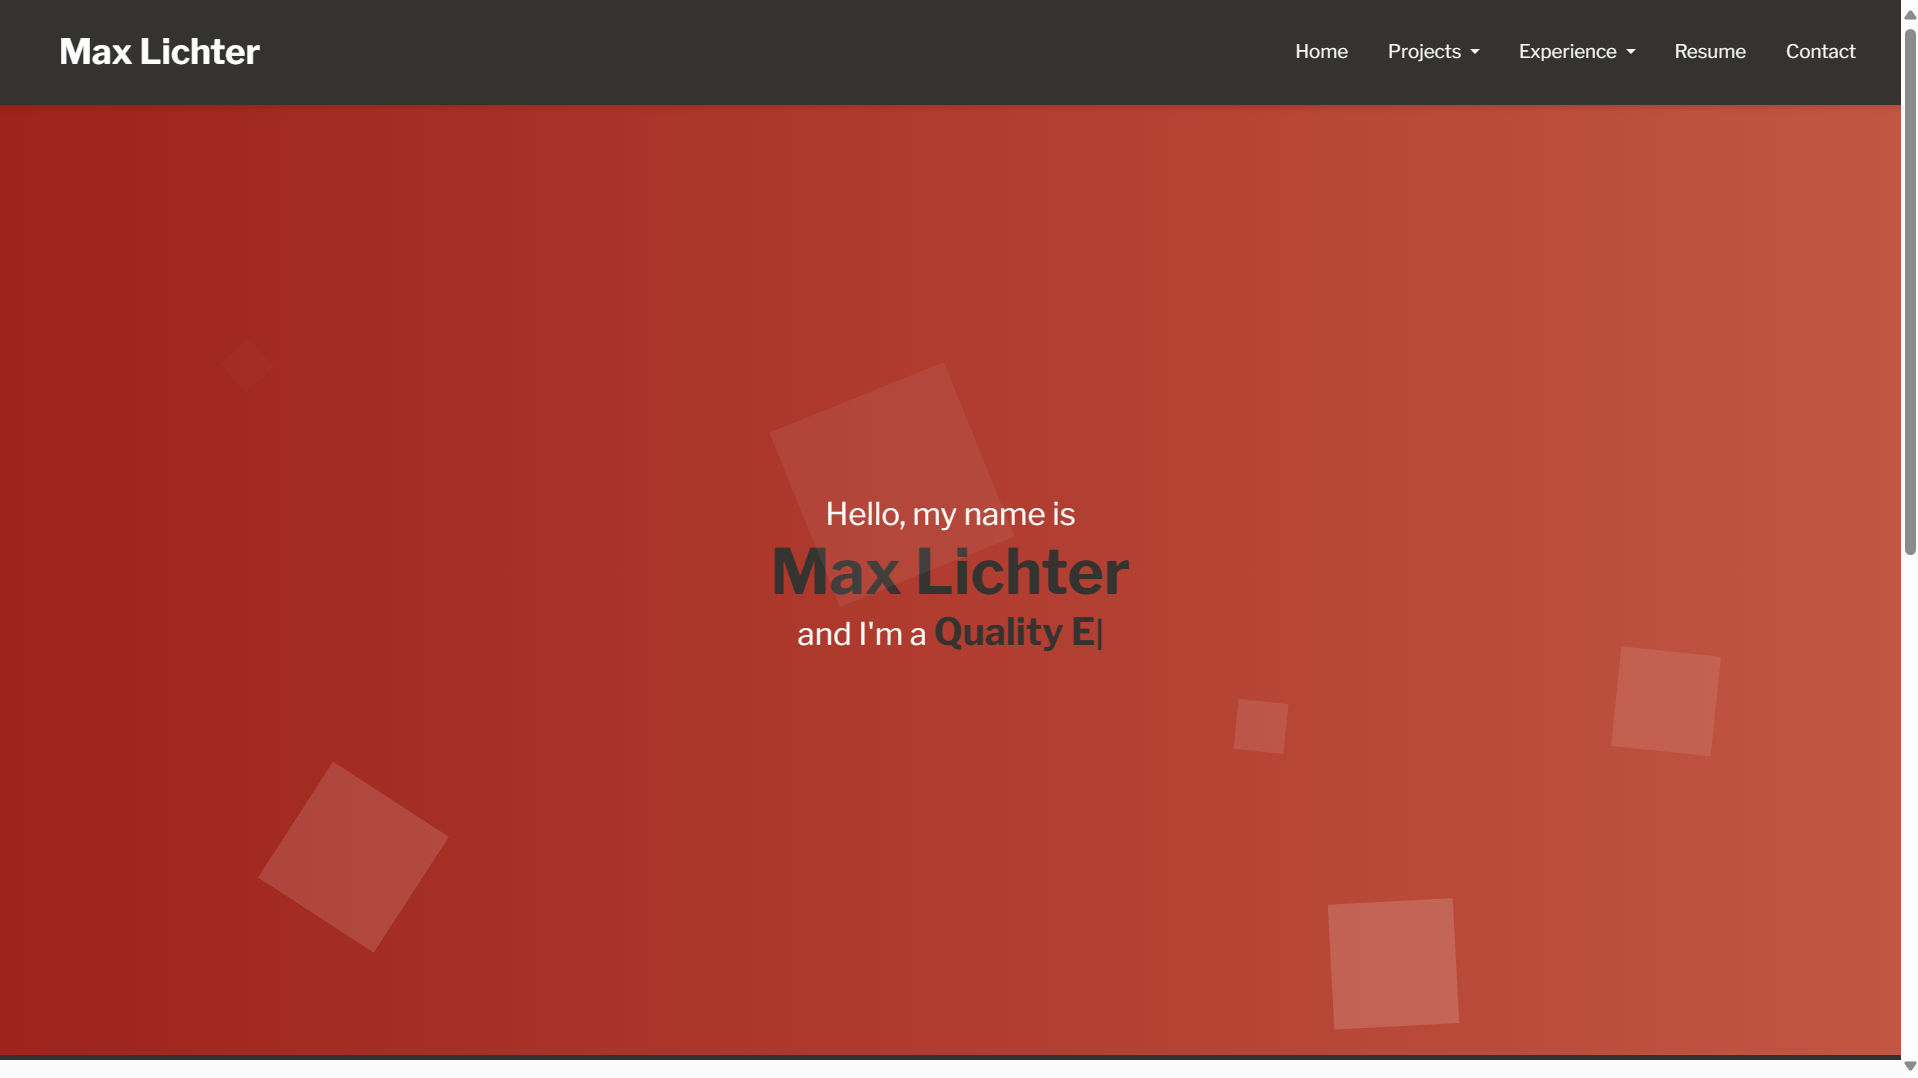 Max Lichter
Home Projects Experience Resume Contact
Hello, my name is
Max Lichter
and I'm a Quality E|